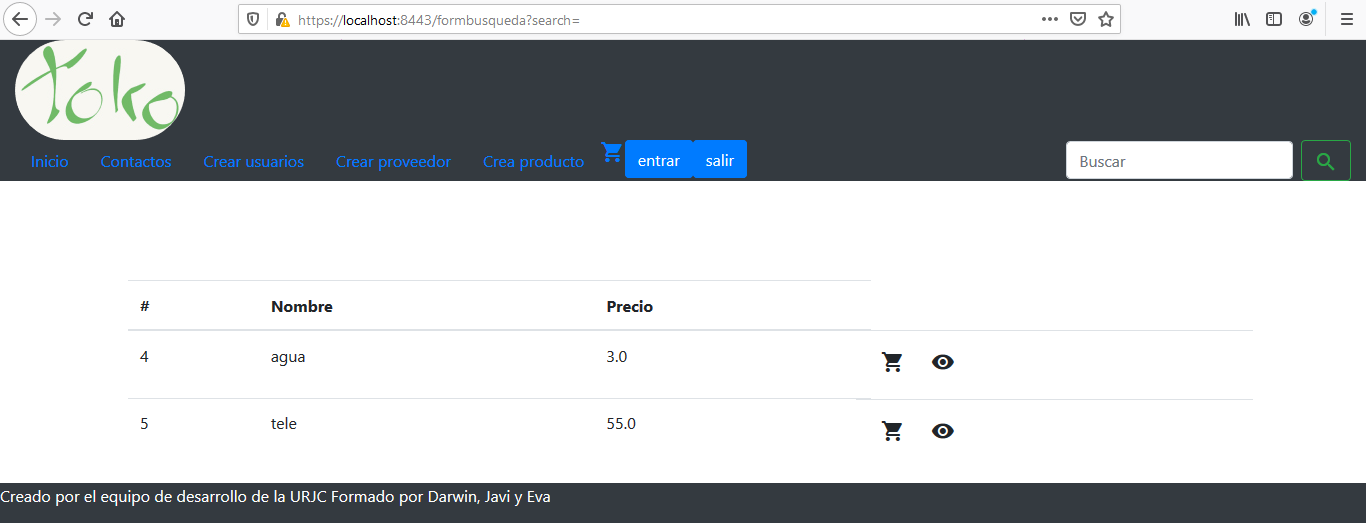 https://localhost:8443/formbusqueda?search=
toko
Inicio Contactos Crear usuarios Crear proveedor Crea producto entrar salir Buscar
# Nombre Precio
4 agua 3.0
5 tele 55.0
Creado por el equipo de desarrollo de la URJC Formado por Darwin, Javi y Eva